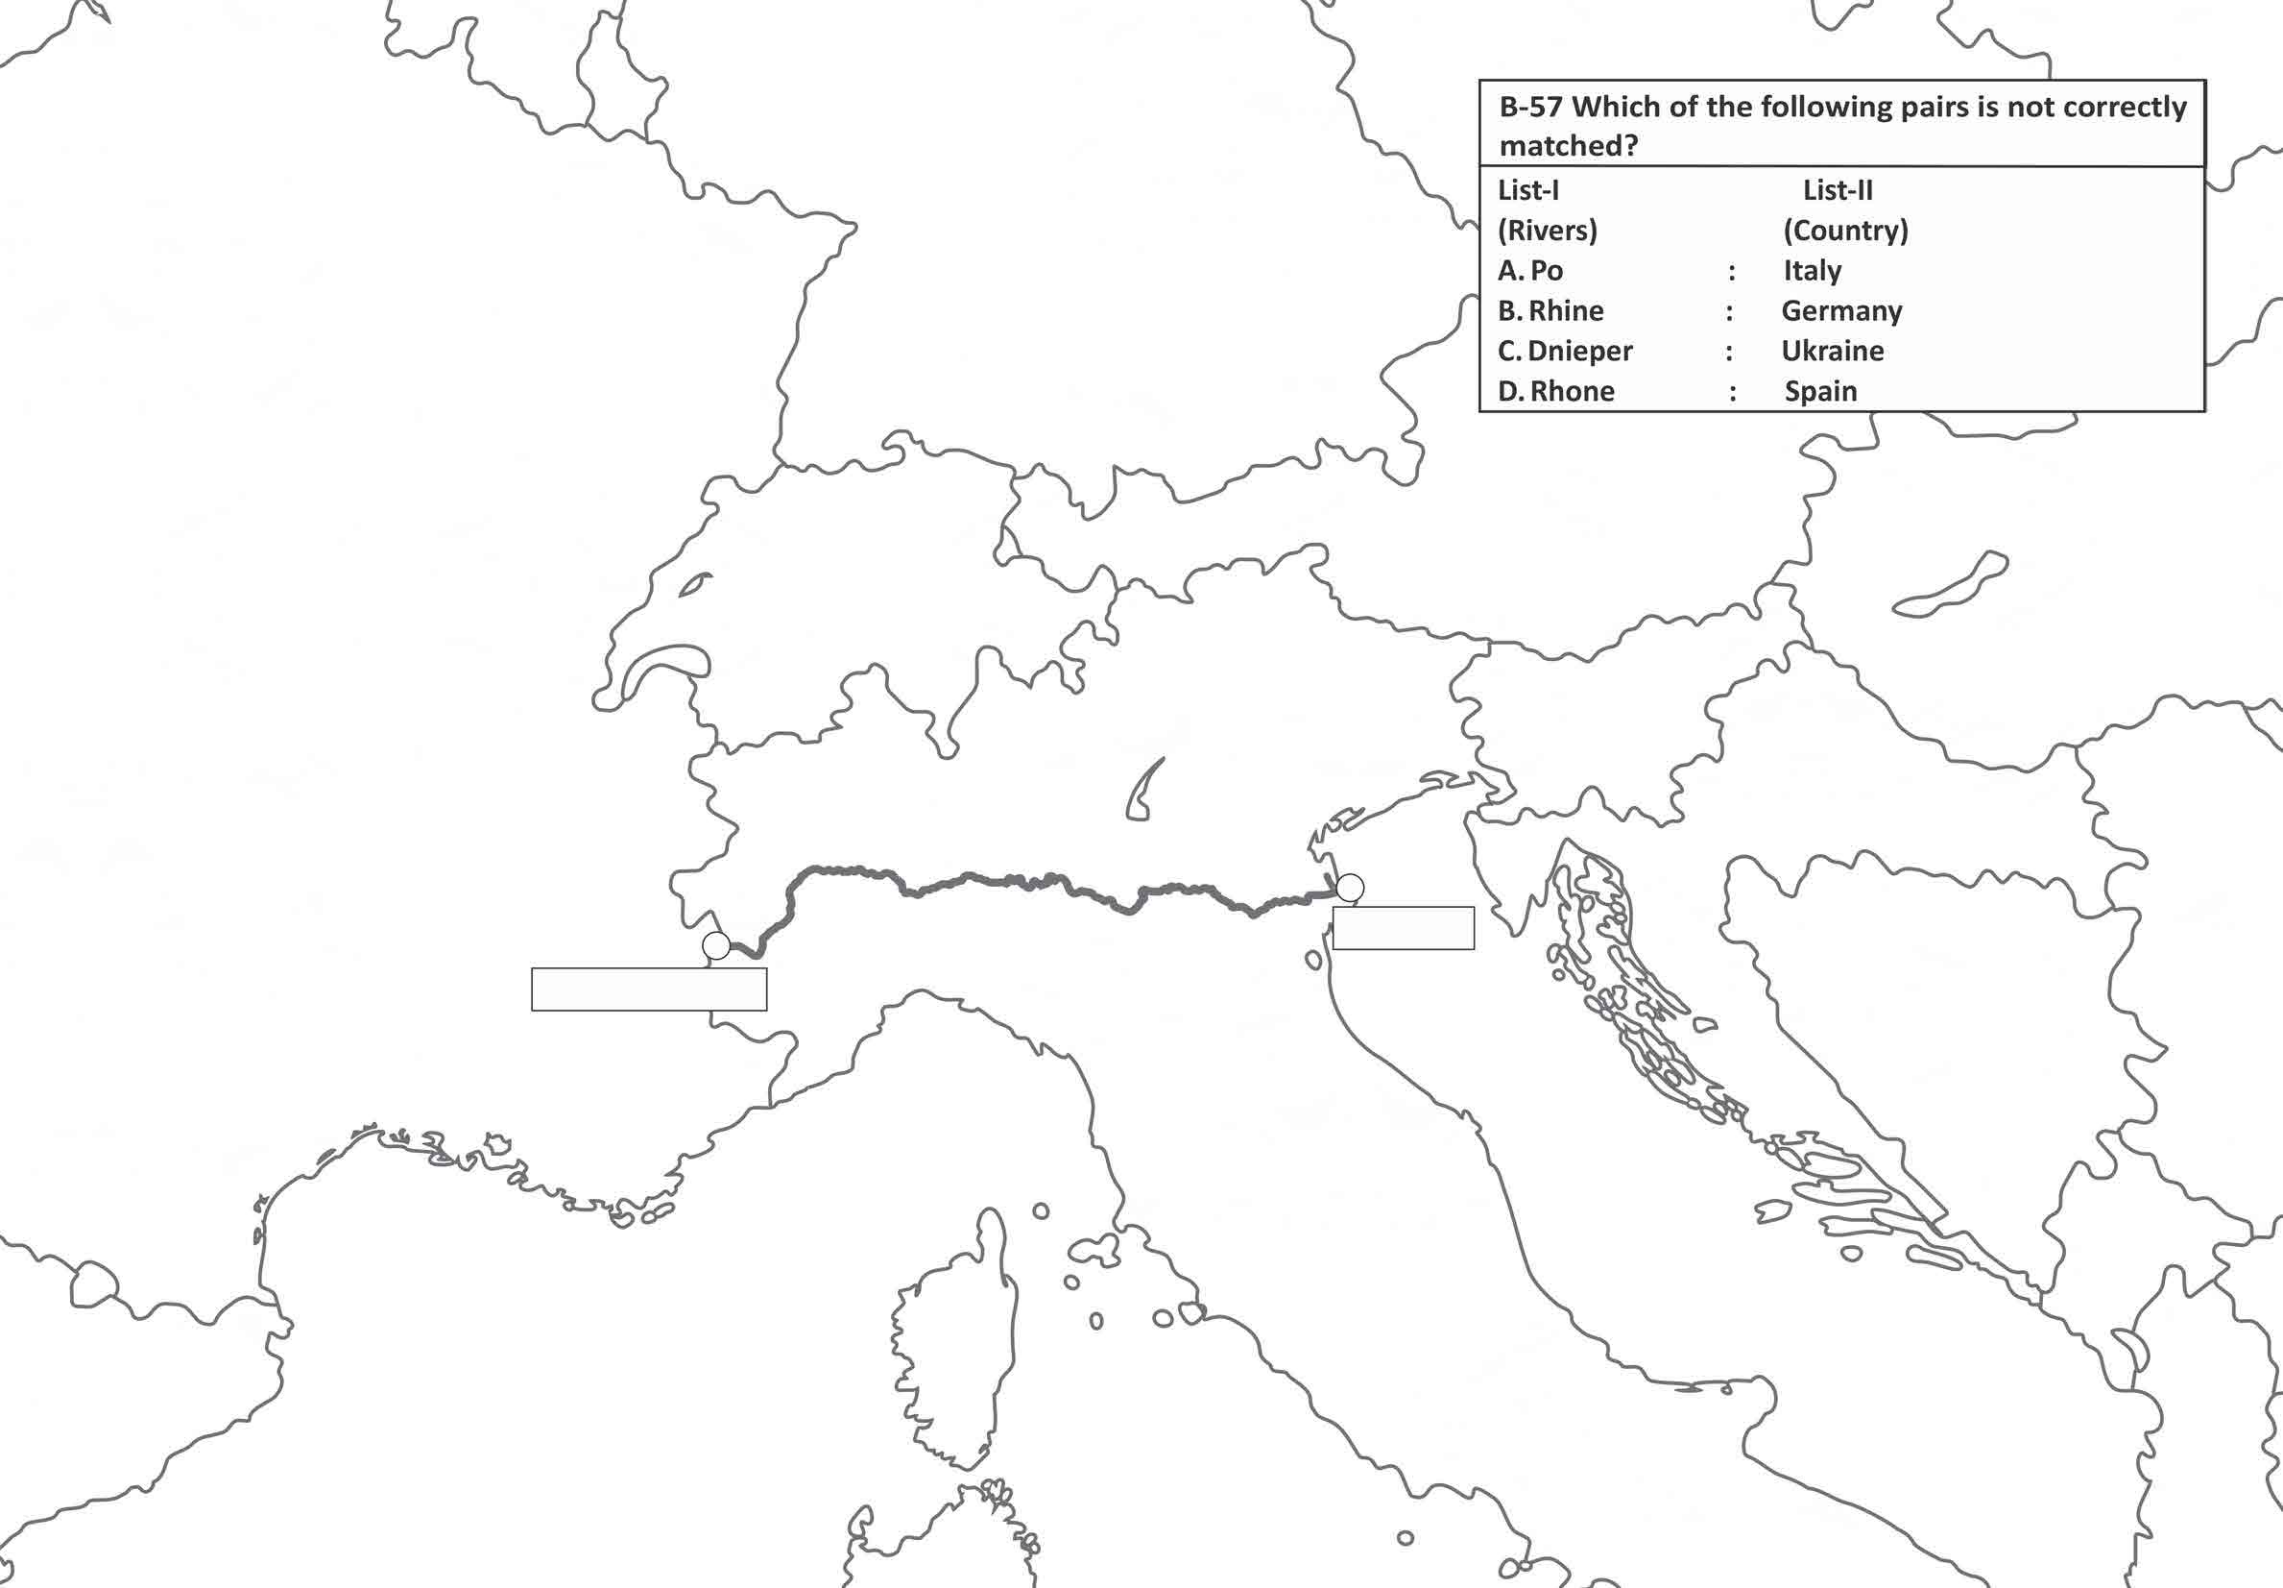 B-57 Which of the following pairs is not correctly
matched?
List-I List-II
(Rivers) (Country)
A. Po : Italy
B. Rhine : Germany
C. Dnieper : Ukraine
D. Rhone : Spain